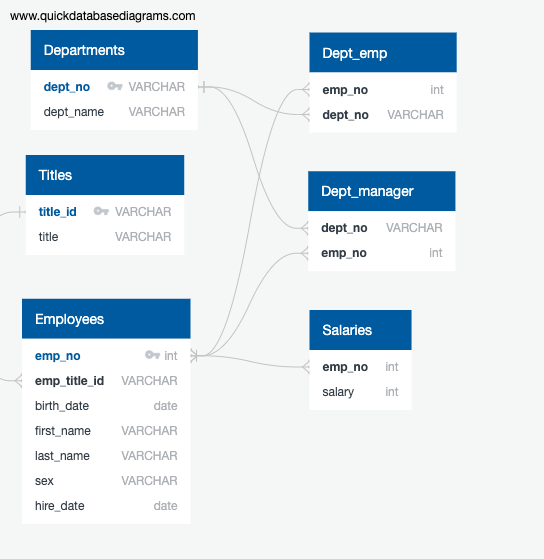 www.quickdatabasediagrams.com
Departments
dept_no VARCHAR
dept_name VARCHAR
Titles
title_id VARCHAR
title VARCHAR
Employees
emp_no int
emp_title_id VARCHAR
birth_date date
first_name VARCHAR
last_name VARCHAR
sex VARCHAR
hire_date date
Dept_emp
emp_no int
dept_no VARCHAR
Dept_manager
dept_no VARCHAR
emp_no int
Salaries
emp_no int
salary int